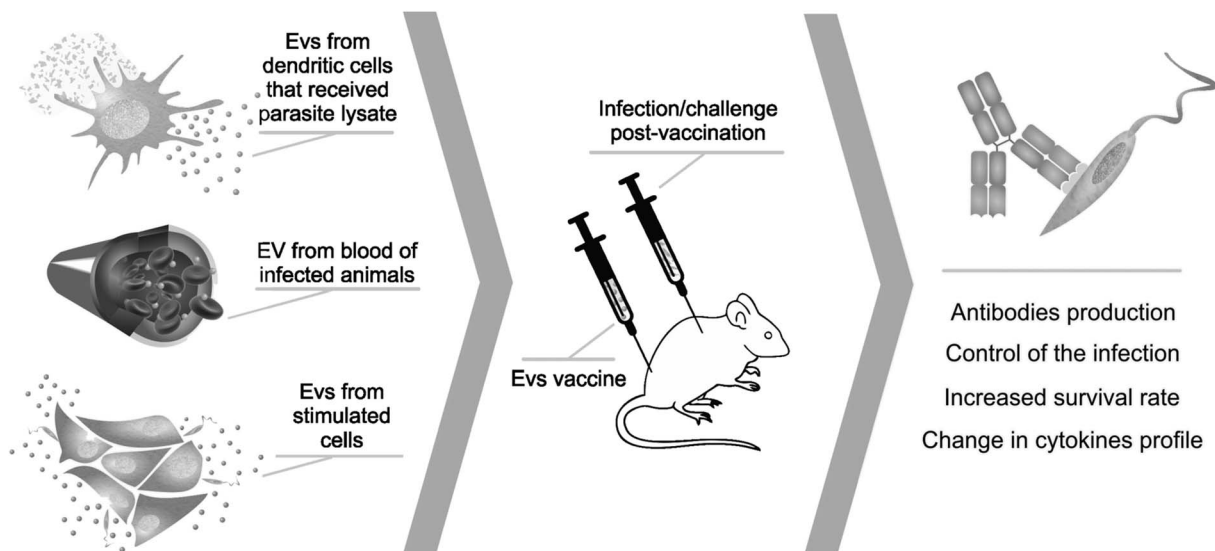 Evs from
dendritic cells
that received
parasite lysate
EV from blood of
infected animals
Evs from
stimulated
cells
Infection/challenge
post-vaccination
Evs vaccine
Antibodies production
Control of the infection
Increased survival rate
Change in cytokines profile